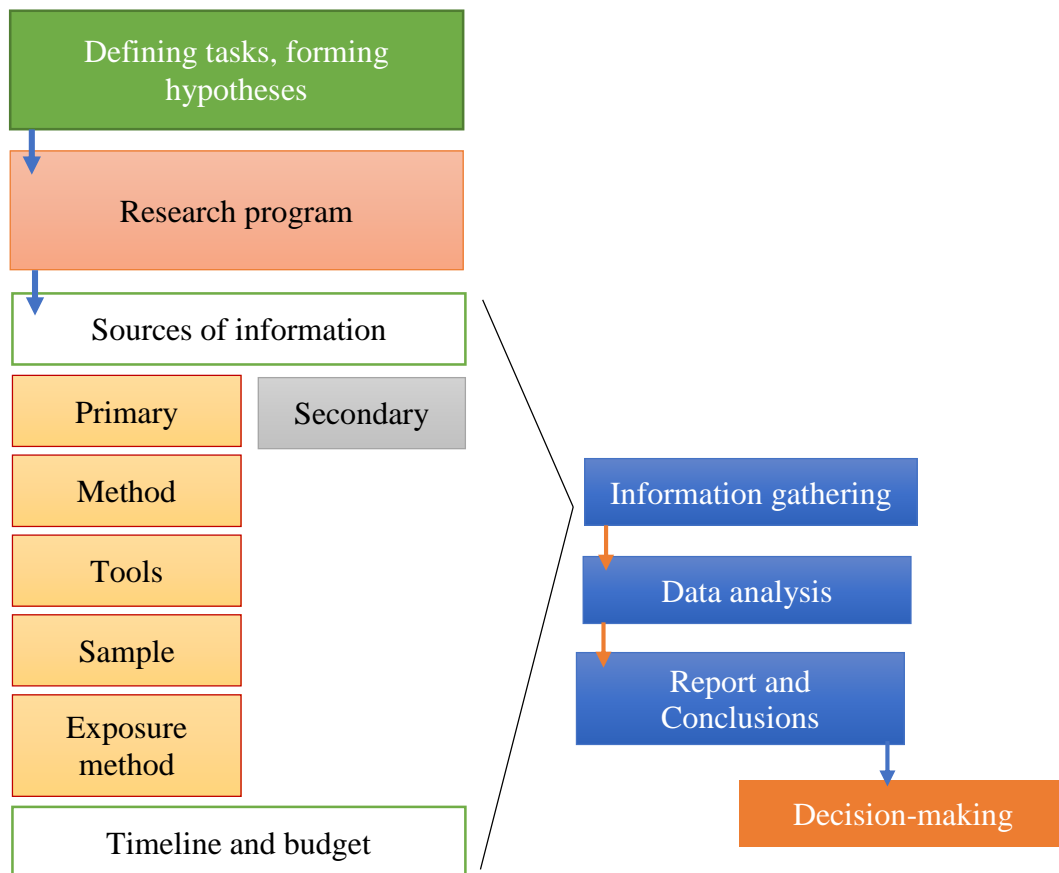 Defining tasks, forming
hypotheses
Research program
Sources of information
Primary
Secondary
Method
Tools
Sample
Exposure
method
Timeline and budget
Information gathering
Data analysis
Report and
Conclusions
Decision-making